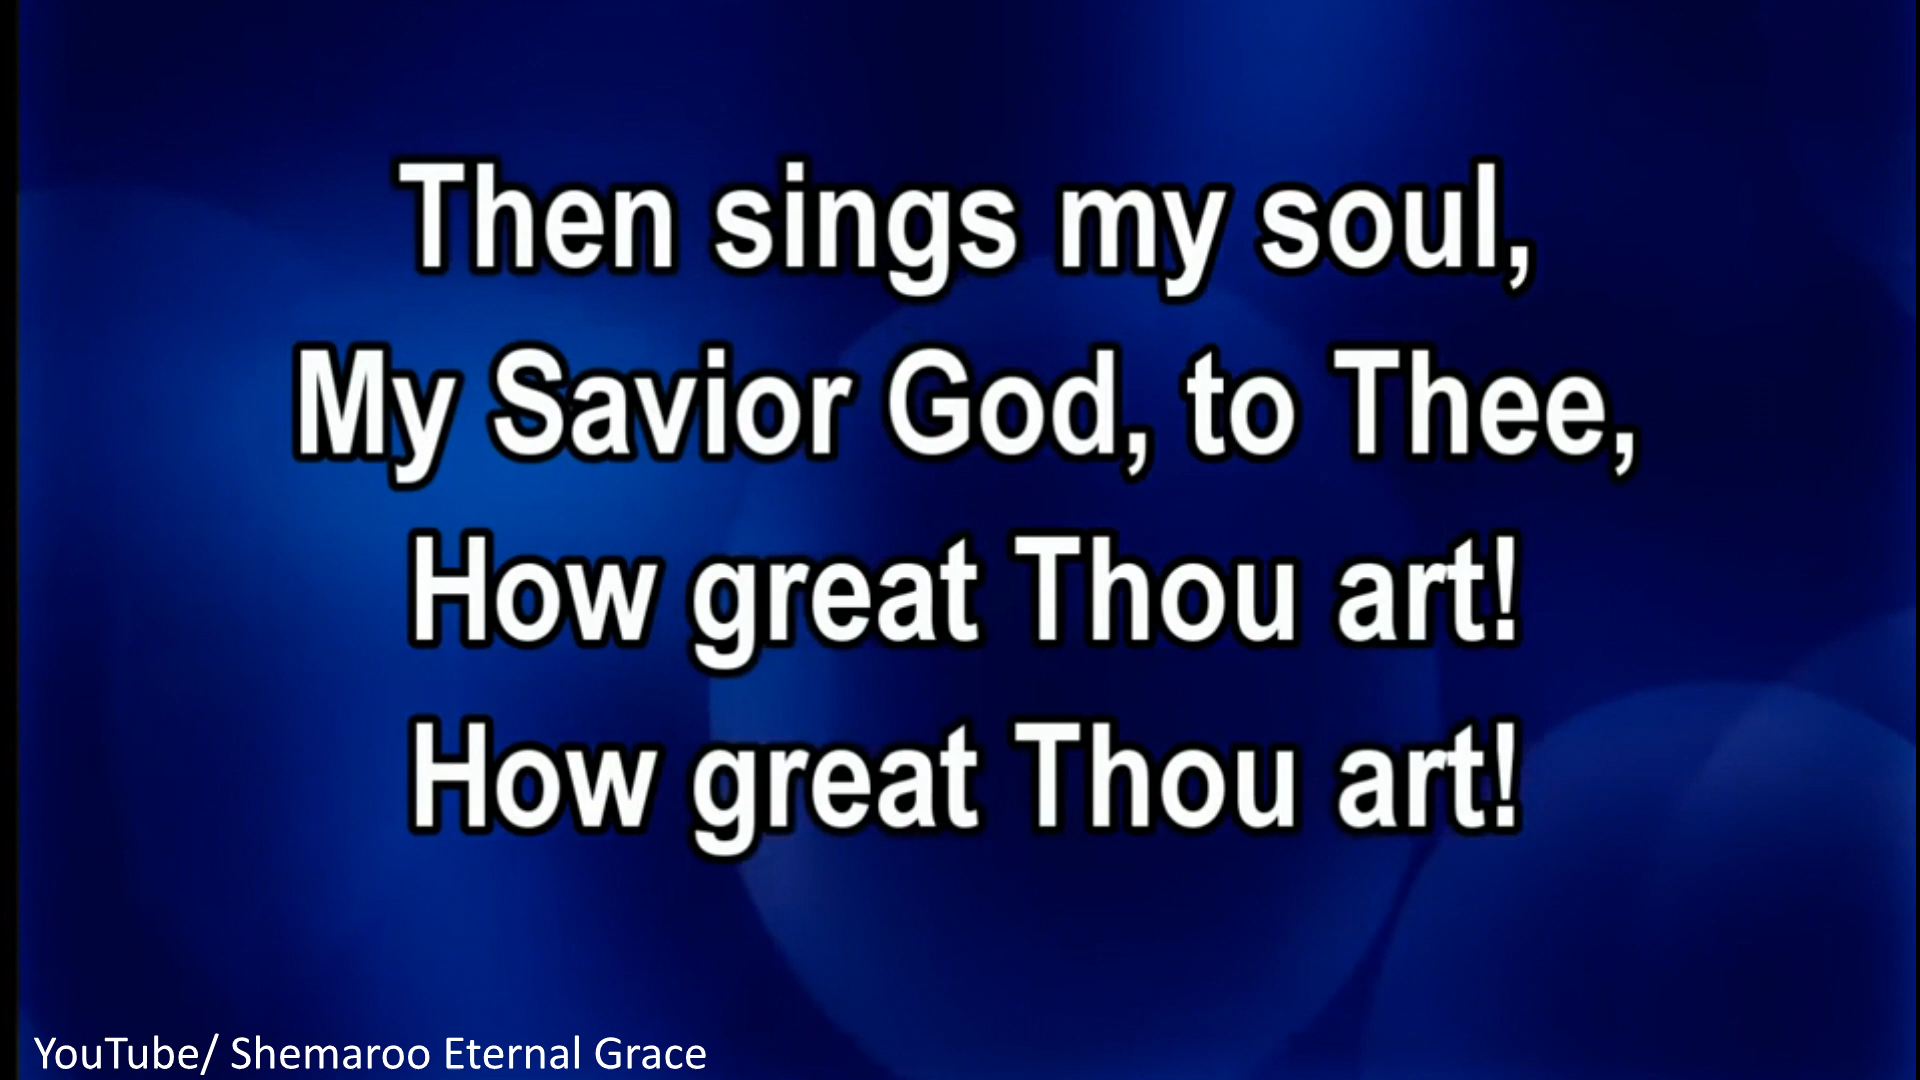 Then sings my soul,
My Savior God, to Thee,
How great Thou art!
How great Thou art!
YouTube/ Shemaroo Eternal Grace